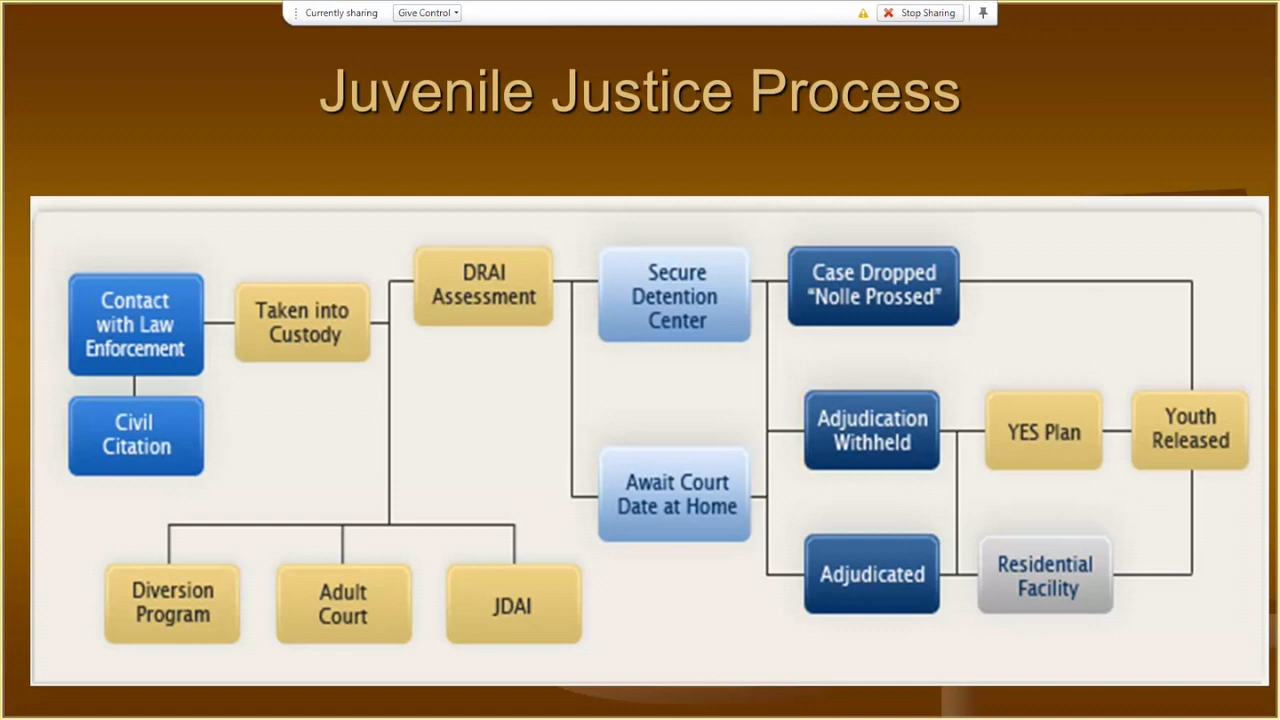 Currently sharing
Give Control
Stop Sharing
Juvenile Justice Process
Contact
with Law
Enforcement
Civil
Citation
Taken into
Custody
DRAI
Assessment
Diversion
Program
Adult
Court
JDAI
Secure
Detention
Center
Await Court
Date at Home
Case Dropped
“Nolle Prossed”
Adjudication
Withheld
Adjudicated
YES Plan
Residential
Facility
Youth
Released